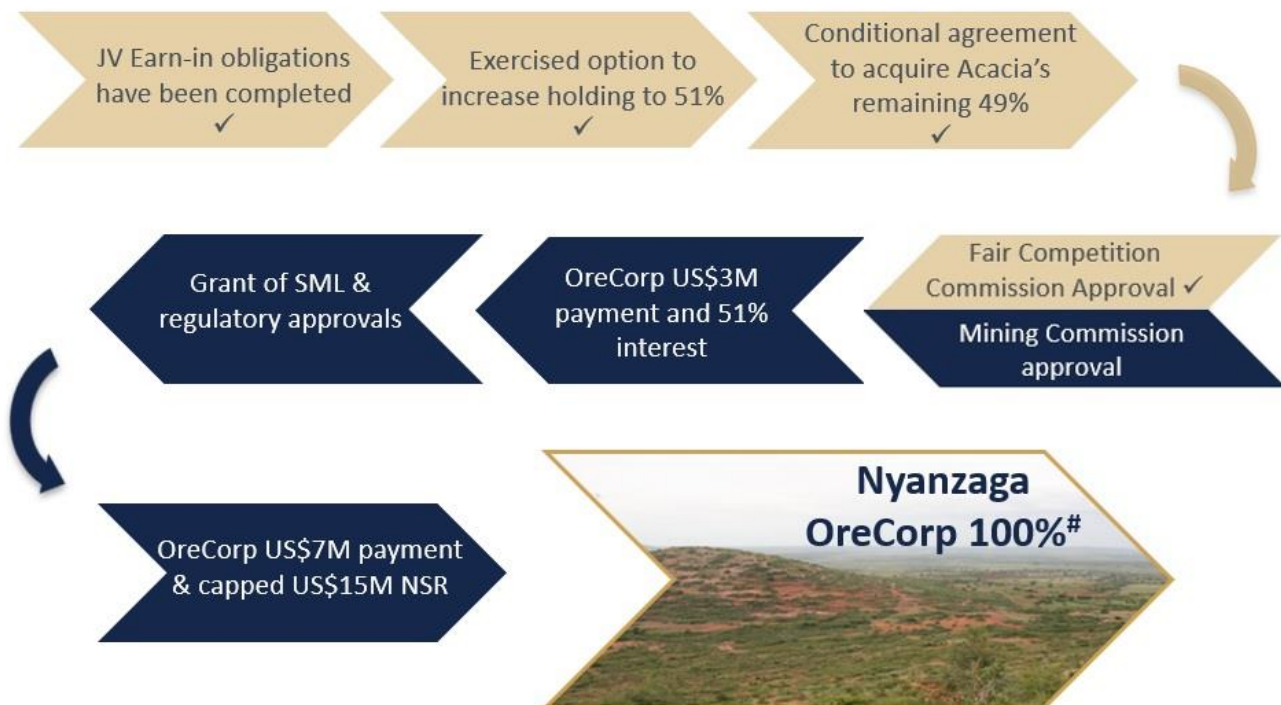 JV Earn-in obligations
have been completed
✓
Exercised option to
increase holding to 51%
✓
Conditional agreement
to acquire Acacia's
remaining 49%
✓
Fair Competition
Commission Approval ✓
Mining Commission
approval
OreCorp US$3M
payment and 51%
interest
Grant of SML &
regulatory approvals
OreCorp US$7M payment
& capped US$15M NSR
Nyanzaga
OreCorp 100%#